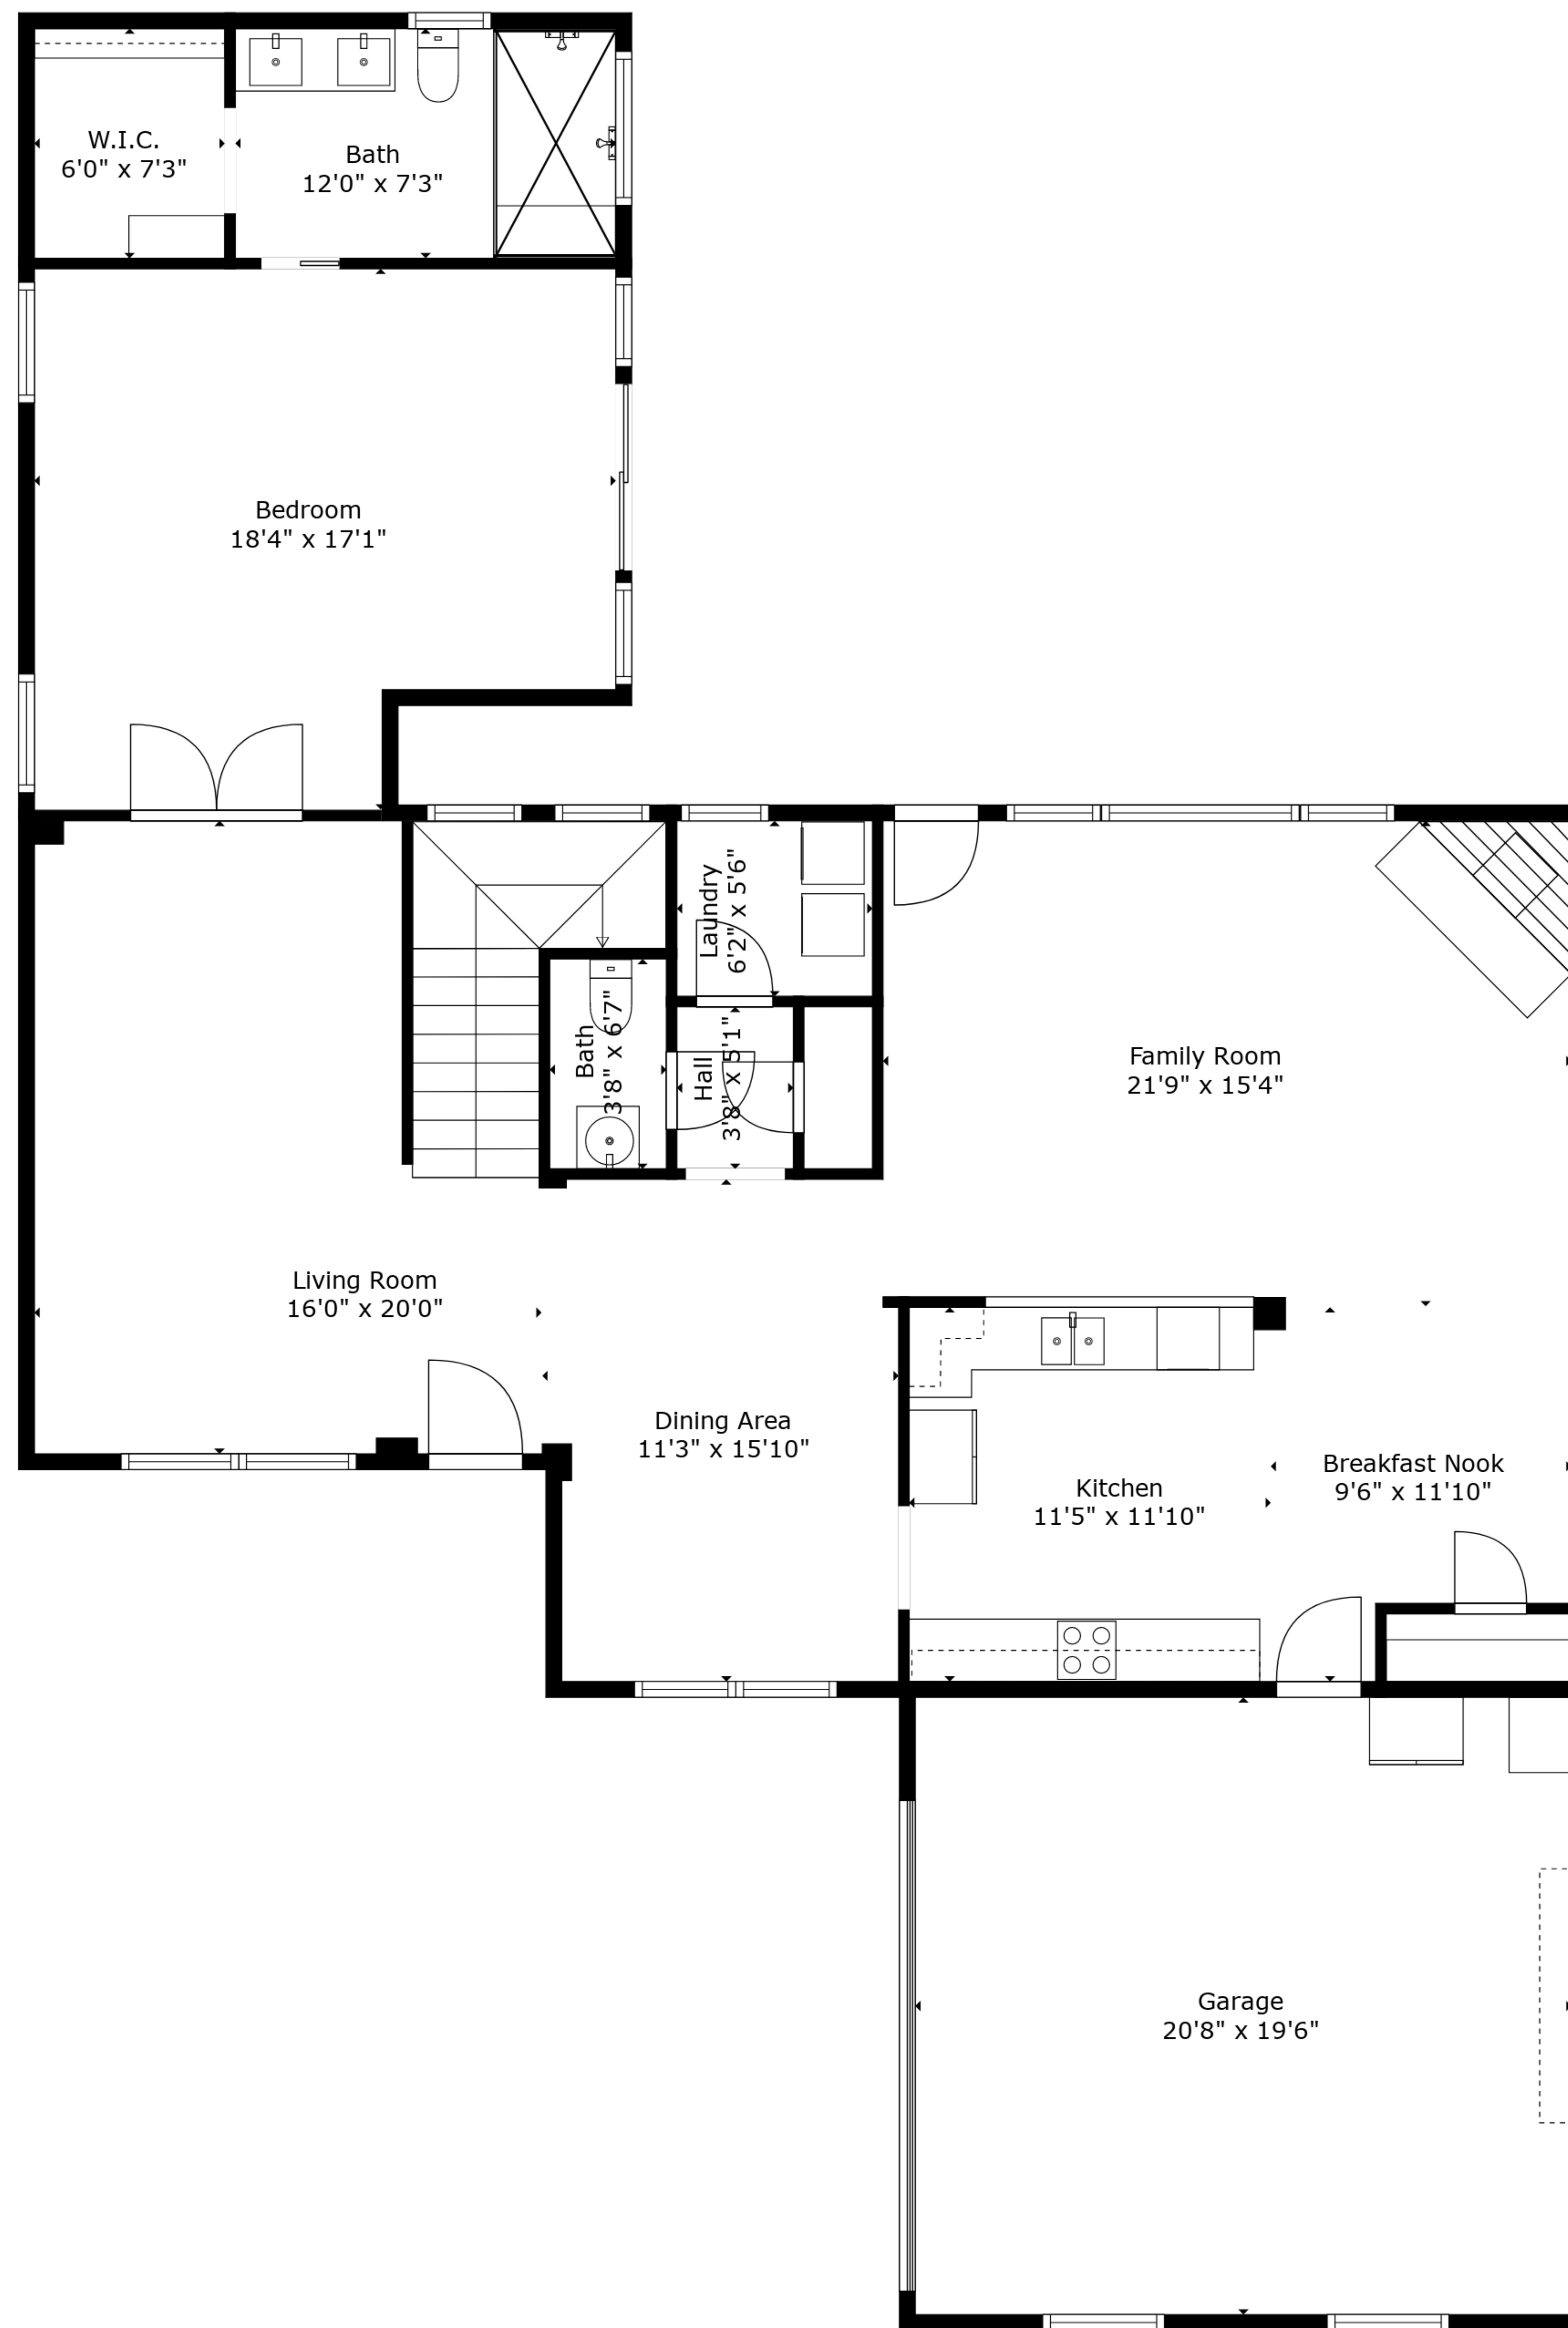 W.I.C.
6'0" x 7'3"
Bath
12'0" x 7'3"
Bedroom
18'4" x 17'1"
Laundry
6'2" x 5'6"
Bath
3'8" x 6'7"
Hall
3'8" x 5'1"
Family Room
21'9" x 15'4"
Living Room
16'0" x 20'0"
Dining Area
11'3" x 15'10"
Kitchen
11'5" x 11'10"
Breakfast Nook
9'6" x 11'10"
Garage
20'8" x 19'6"